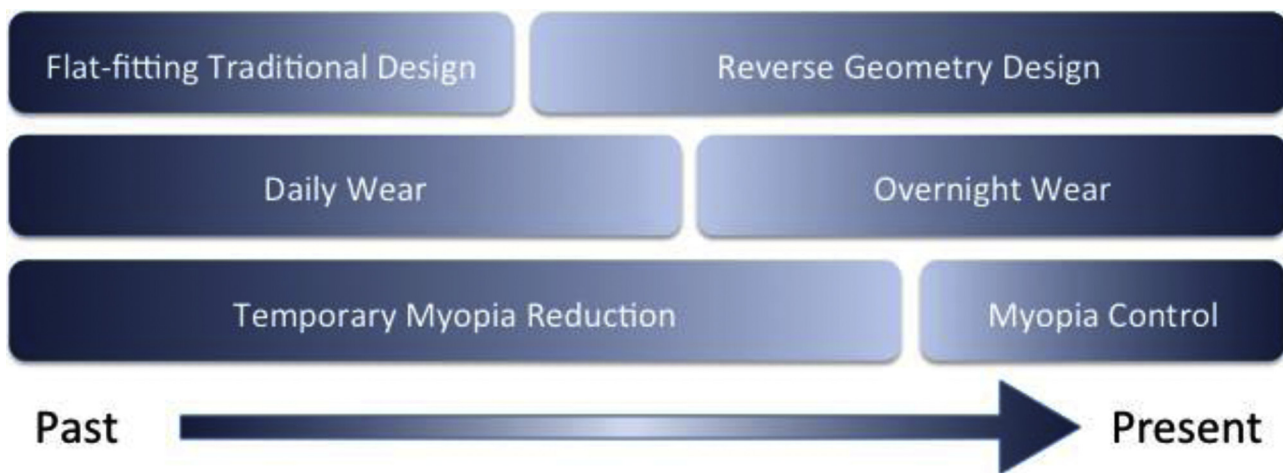 Flat-fitting Traditional Design
Reverse Geometry Design
Daily Wear
Overnight Wear
Temporary Myopia Reduction
Myopia Control
Past
Present